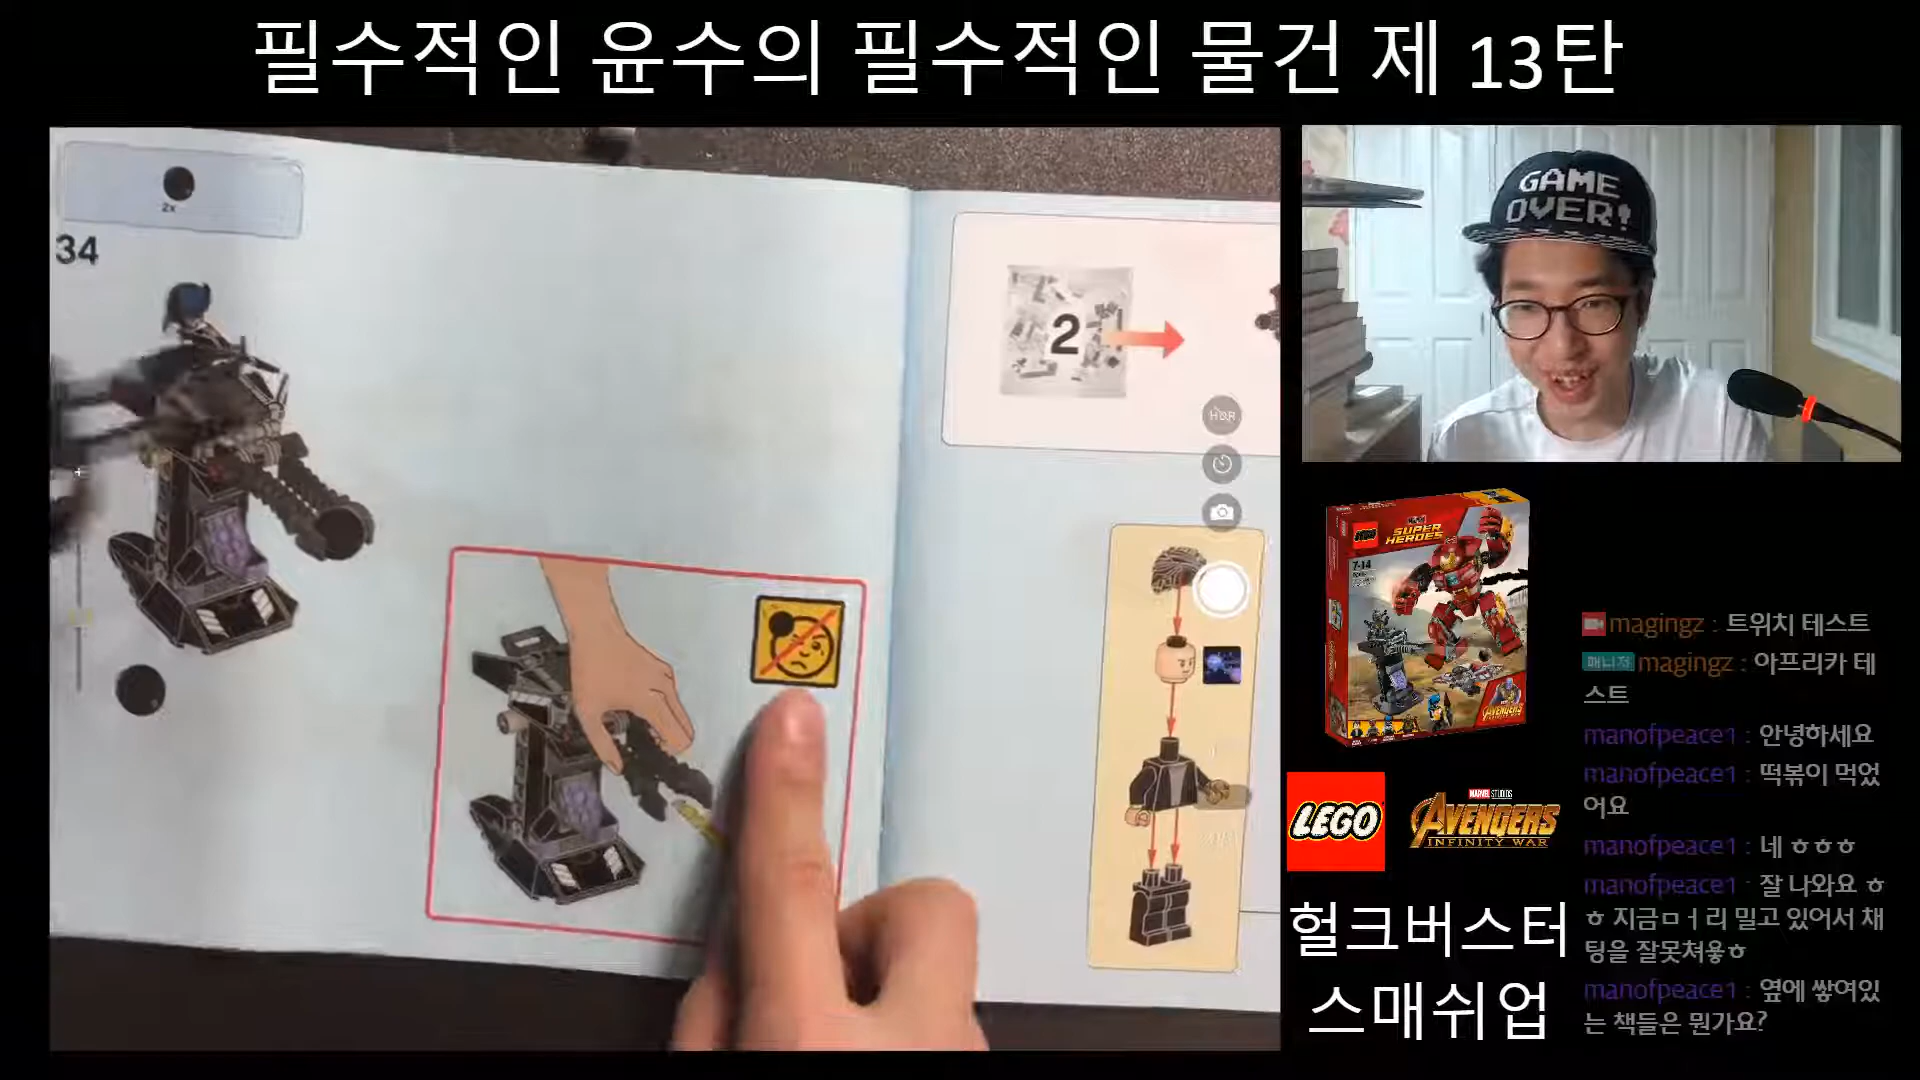 필수적인 윤수의 필수적인 물건 제 13탄
2x
34
2
HDR
GAME
OVER!
LEGO
MARVEL
SUPER
HEROES
7-14
AVENGERS
LEGO
MARVEL STUDIOS
AVENGERS
INFINITY WAR
헐크버스터
스매쉬업
magingz : 트위치 테스트
매니저 magingz : 아프리카 테
스트
manofpeace1 : 안녕하세요
manofpeace1 : 떡볶이 먹었
어요
manofpeace1 : 네 ㅎㅎㅎ
manofpeace1 : 잘 나와요 ㅎ
ㅎ 지금ㅁㅓ리 밀고 있어서 채
팅을 잘못쳐욯ㅎ
manofpeace1 : 옆에 쌓여있
는 책들은 뭔가요?